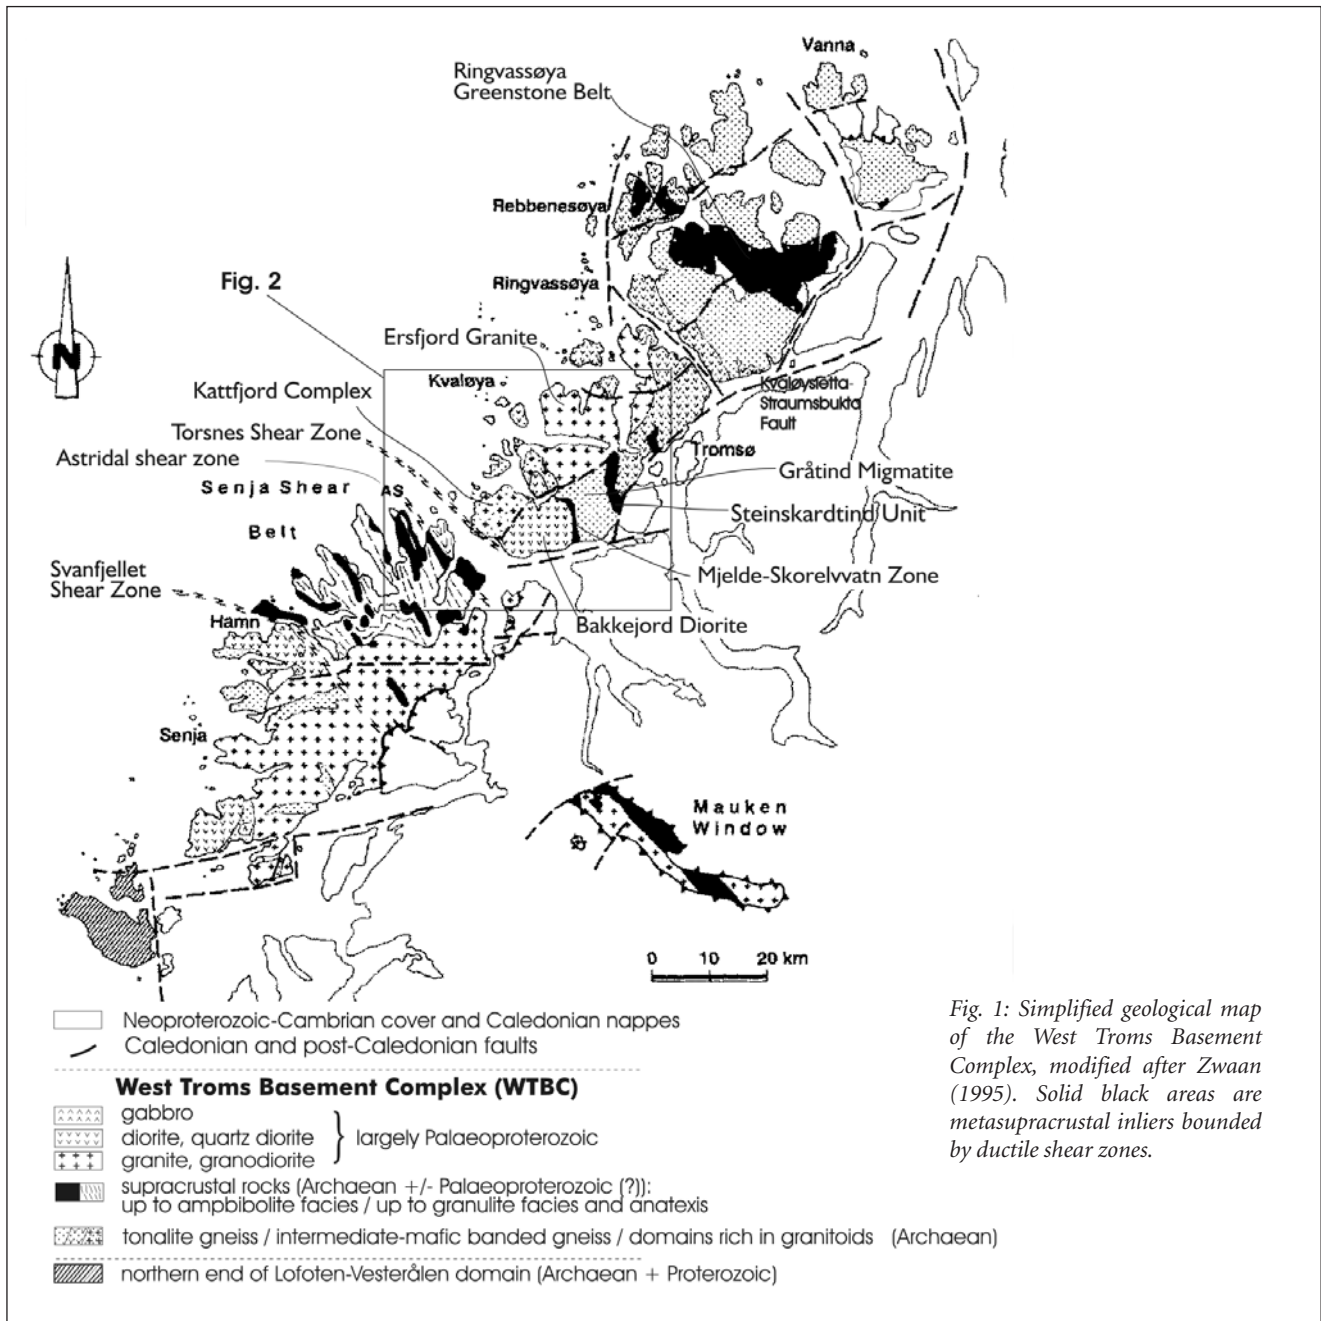 Vanna
Ringvassøya
Greenstone Belt
Rebbenesøya
Fig. 2
Ringvassøya
N
Ersfjord Granite
Kvaløya
Kattfjord Complex
Kvaløysletta-
Straumsbukta
Fault
Torsnes Shear Zone
Tromsø
Astridal shear zone
Gråtind Migmatite
Senja Shear
Belt
AS
Steinskardtind Unit
Svanfjellet
Shear Zone
Mjelde-Skorelvvatn Zone
Hamn
Bakkejord Diorite
Senja
Mauken
Window
0 10 20 km
Neoproterozoic-Cambrian cover and Caledonian nappes
Caledonian and post-Caledonian faults
West Troms Basement Complex (WTBC)
gabbro
diorite, quartz diorite
granite, granodiorite
largely Palaeoproterozoic
supracrustal rocks (Archaean +/- Palaeoproterozoic (?)):
up to ampbibolite facies / up to granulite facies and anatexis
tonalite gneiss / intermediate-mafic banded gneiss / domains rich in granitoids (Archaean)
northern end of Lofoten-Vesterålen domain (Archaean + Proterozoic)
Fig. 1: Simplified geological map
of the West Troms Basement
Complex, modified after Zwaan
(1995). Solid black areas are
metasupracrustal inliers bounded
by ductile shear zones.